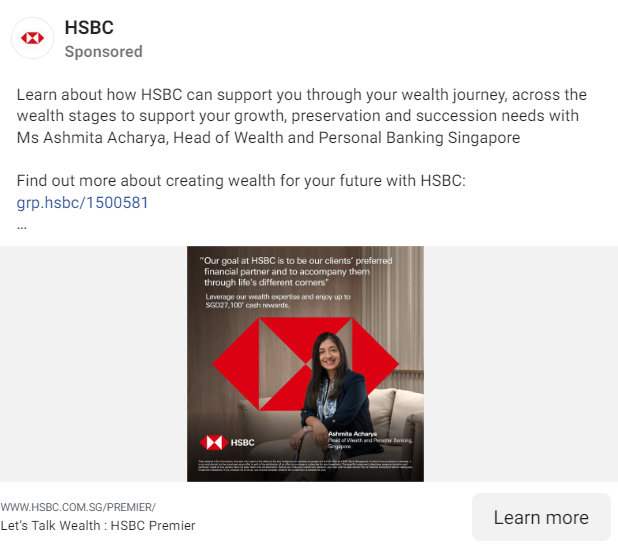 HSBC
Sponsored
Learn about how HSBC can support you through your wealth journey, across the
wealth stages to support your growth, preservation and succession needs with
Ms Ashmita Acharya, Head of Wealth and Personal Banking Singapore
Find out more about creating wealth for your future with HSBC:
grp.hsbc/1500581
...
"Our goal at HSBC is to be our clients' preferred
financial partner and to accompany them
through life's different corners"
Leverage our wealth expertise and enjoy up to
SGD27,100* cash rewards.
Ashmita Acharya
Head of Wealth and Personal Banking,
Singapore
HSBC
WWW.HSBC.COM.SG/PREMIER/
Let's Talk Wealth : HSBC Premier
Learn more